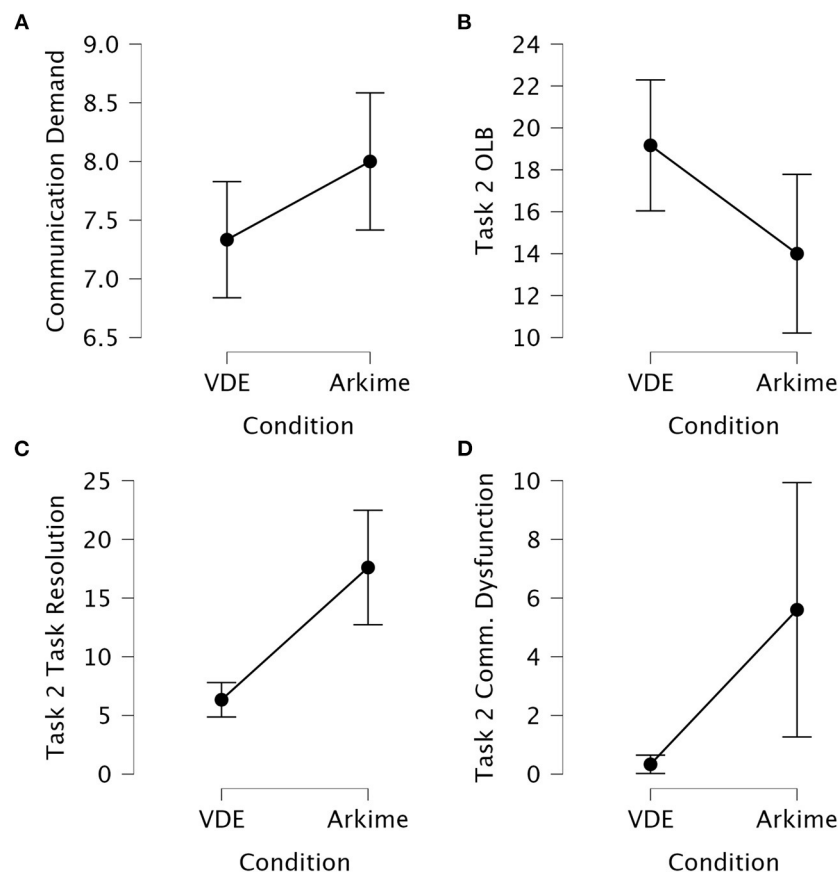 A
Communication Demand
9.0
8.5
8.0
7.5
7.0
6.5
VDE Arkime
Condition
B
Task 2 OLB
24
22
20
18
16
14
12
10
VDE Arkime
Condition
C
Task 2 Task Resolution
25
20
15
10
5
0
VDE Arkime
Condition
D
Task 2 Comm. Dysfunction
10
8
6
4
2
0
VDE Arkime
Condition